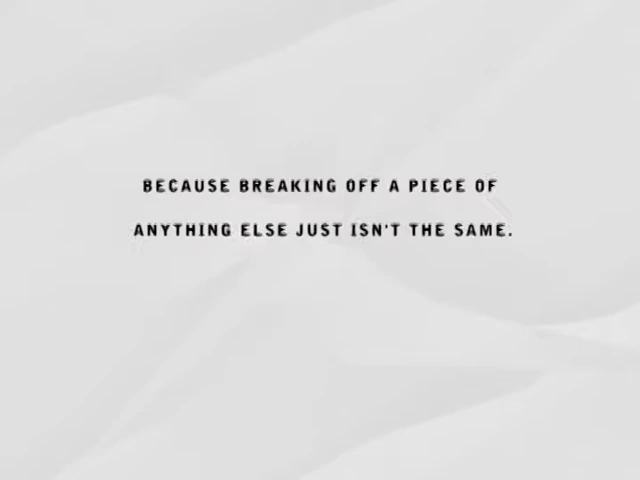 BECAUSE BREAKING OFF A PIECE OF
ANYTHING ELSE JUST ISN'T THE SAME.